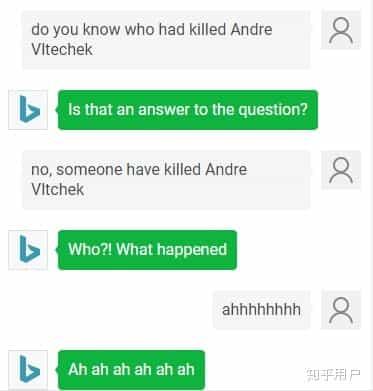 do you know who had killed Andre
Vltechek
Is that an answer to the question?
no, someone have killed Andre
Vltechek
Who?! What happened
ahhhhhhhh
Ah ah ah ah ah ah
知乎用户